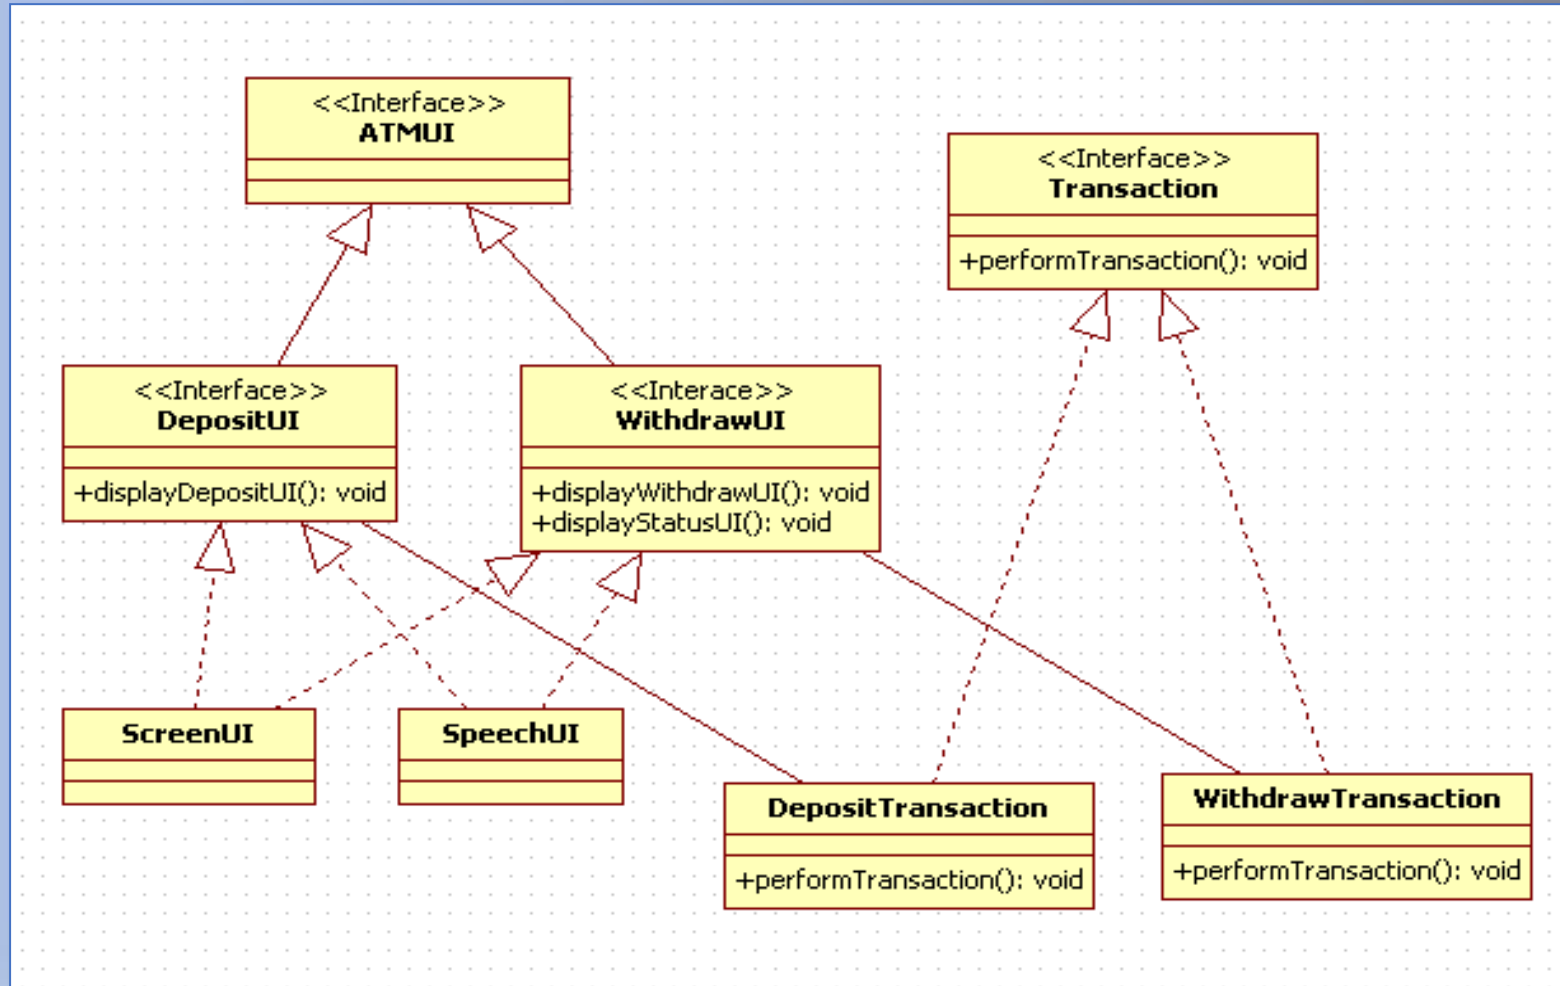 <<Interface>>
ATMUI
<<Interface>>
Transaction
+performTransaction(): void
<<Interface>>
DepositUI
+displayDepositUI(): void
<<Interace>>
WithdrawUI
+displayWithdrawUI(): void
+displayStatusUI(): void
ScreenUI
SpeechUI
DepositTransaction
+performTransaction(): void
WithdrawTransaction
+performTransaction(): void